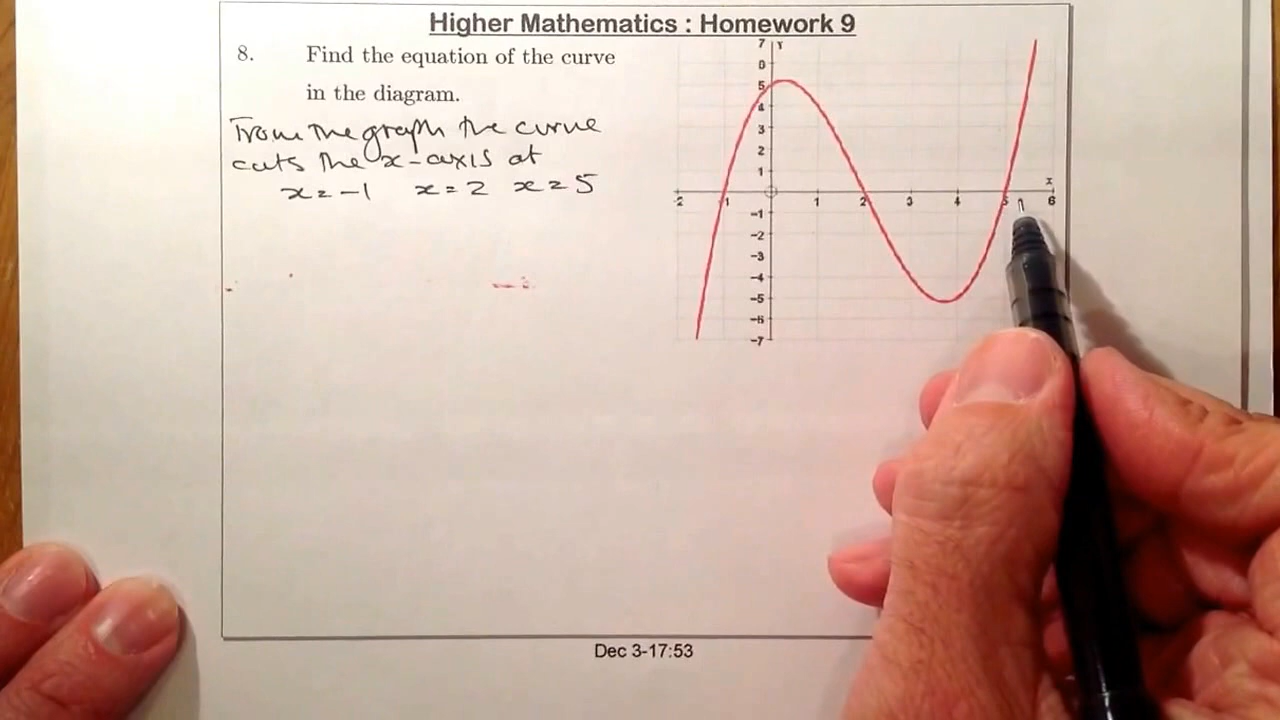 Higher Mathematics : Homework 9
8. Find the equation of the curve
in the diagram.
From the graph the curve
cuts the x-axis at
x=-1 x=2 x=5
Y
7
6
5
4
3
2
1
X
-2 -1 1 2 3 4 5 6
-1
-2
-3
-4
-5
-6
-7
Dec 3-17:53